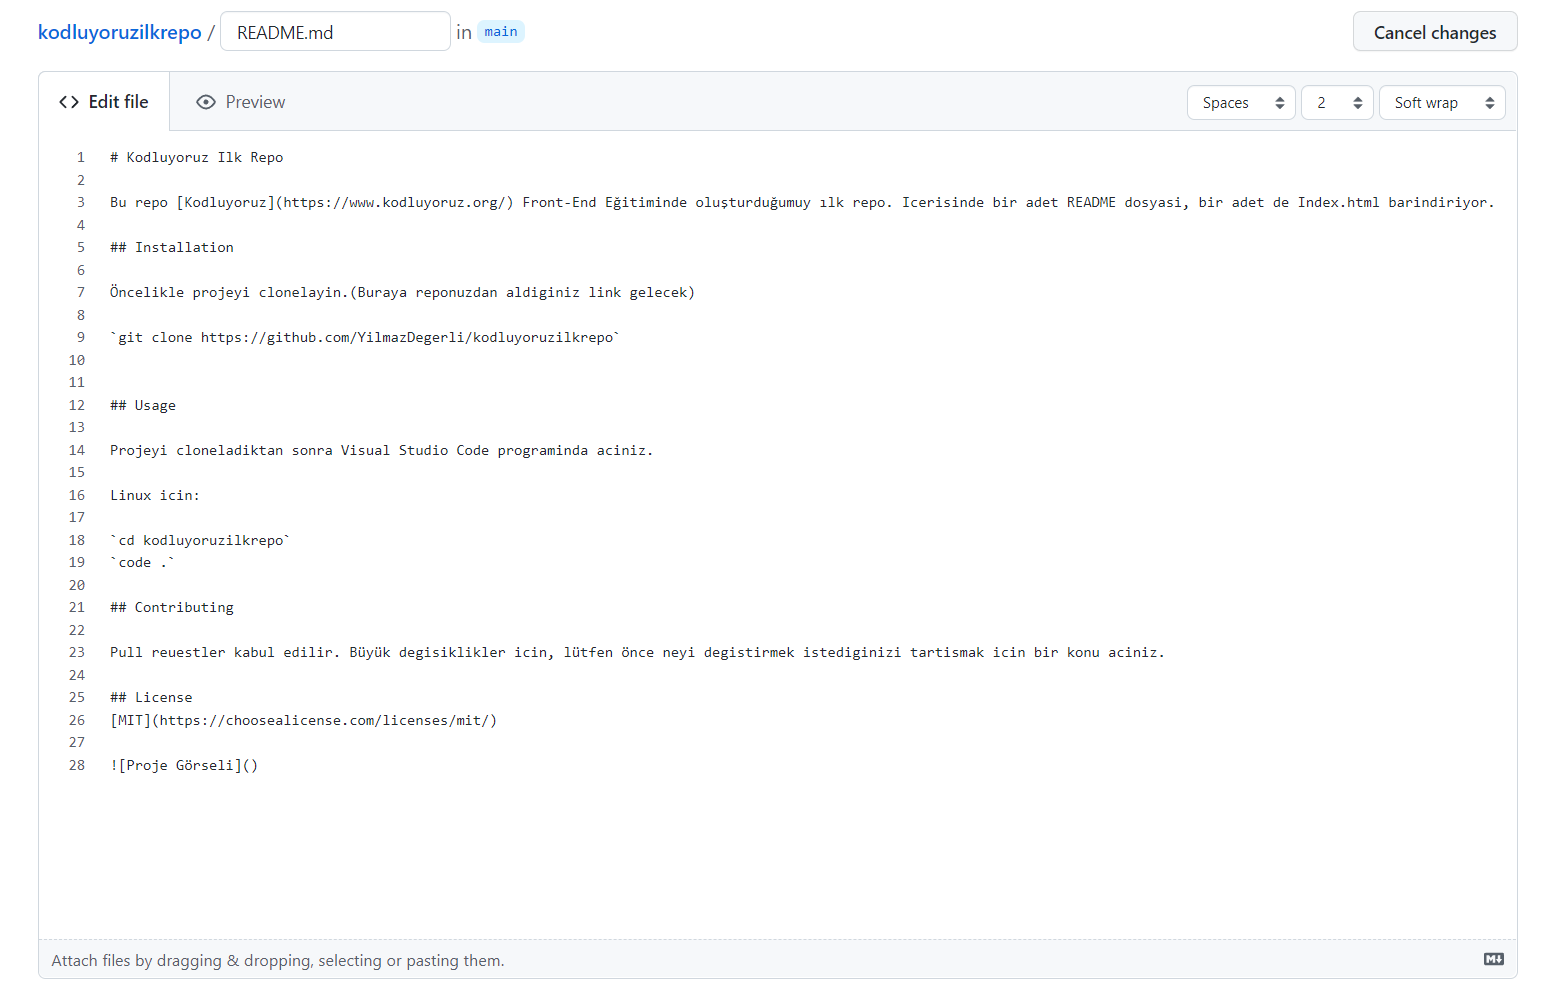 kodluyoruzilkrepo / README.md in main Cancel changes
Edit file Preview Spaces 2 Soft wrap
1 # Kodluyoruz Ilk Repo
2
3 Bu repo [Kodluyoruz](https://www.kodluyoruz.org/) Front-End Eğitiminde oluşturduğumuy ılk repo. Icerisinde bir adet README dosyasi, bir adet de Index.html barindiriyor.
4
5 ## Installation
6
7 Öncelikle projeyi clonelayin.(Buraya reponuzdan aldiginiz link gelecek)
8
9 `git clone https://github.com/YilmazDegerli/kodluyoruzilkrepo`
10
11
12 ## Usage
13
14 Projeyi cloneladiktan sonra Visual Studio Code programinda aciniz.
15
16 Linux icin:
17
18 `cd kodluyoruzilkrepo`
19 `code .`
20
21 ## Contributing
22
23 Pull reuestler kabul edilir. Büyük degisiklikler icin, lütfen önce neyi degistirmek istediginizi tartismak icin bir konu aciniz.
24
25 ## License
26 [MIT](https://choosealicense.com/licenses/mit/)
27
28 ![Proje Görseli]()
Attach files by dragging & dropping, selecting or pasting them.